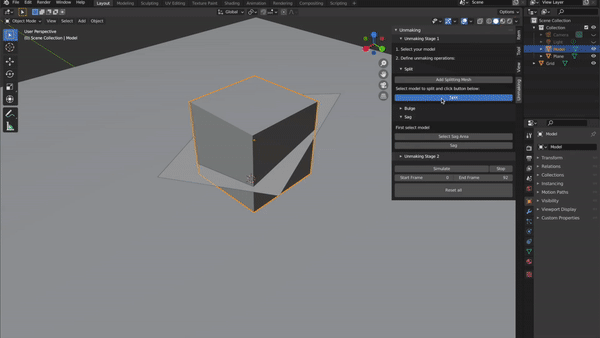 File Edit Render Window Help Layout Modeling Sculpting UV Editing Texture Paint Shading Animation Rendering Compositing Scripting Scene View Layer
Object Mode View Select Add Object Global Options
User Perspective
(0) Scene Collection | Model
Unmaking
Unmaking Stage 1
1. Select your model
2. Define unmaking operations:
Split
Add Splitting Mesh
Select model to split and click button below:
Split
Bulge
Sag
First select model
Select Sag Area
Sag
Unmaking Stage 2
Simulate Stop
Start Frame 0 End Frame 50
Reset all
Item
Tool
View
Unmaking
Scene Collection
Collection
Camera
Light
Model
Plane
Grid
Model
Model
Transform
Relations
Collections
Instancing
Motion Paths
Visibility
Viewport Display
Custom Properties